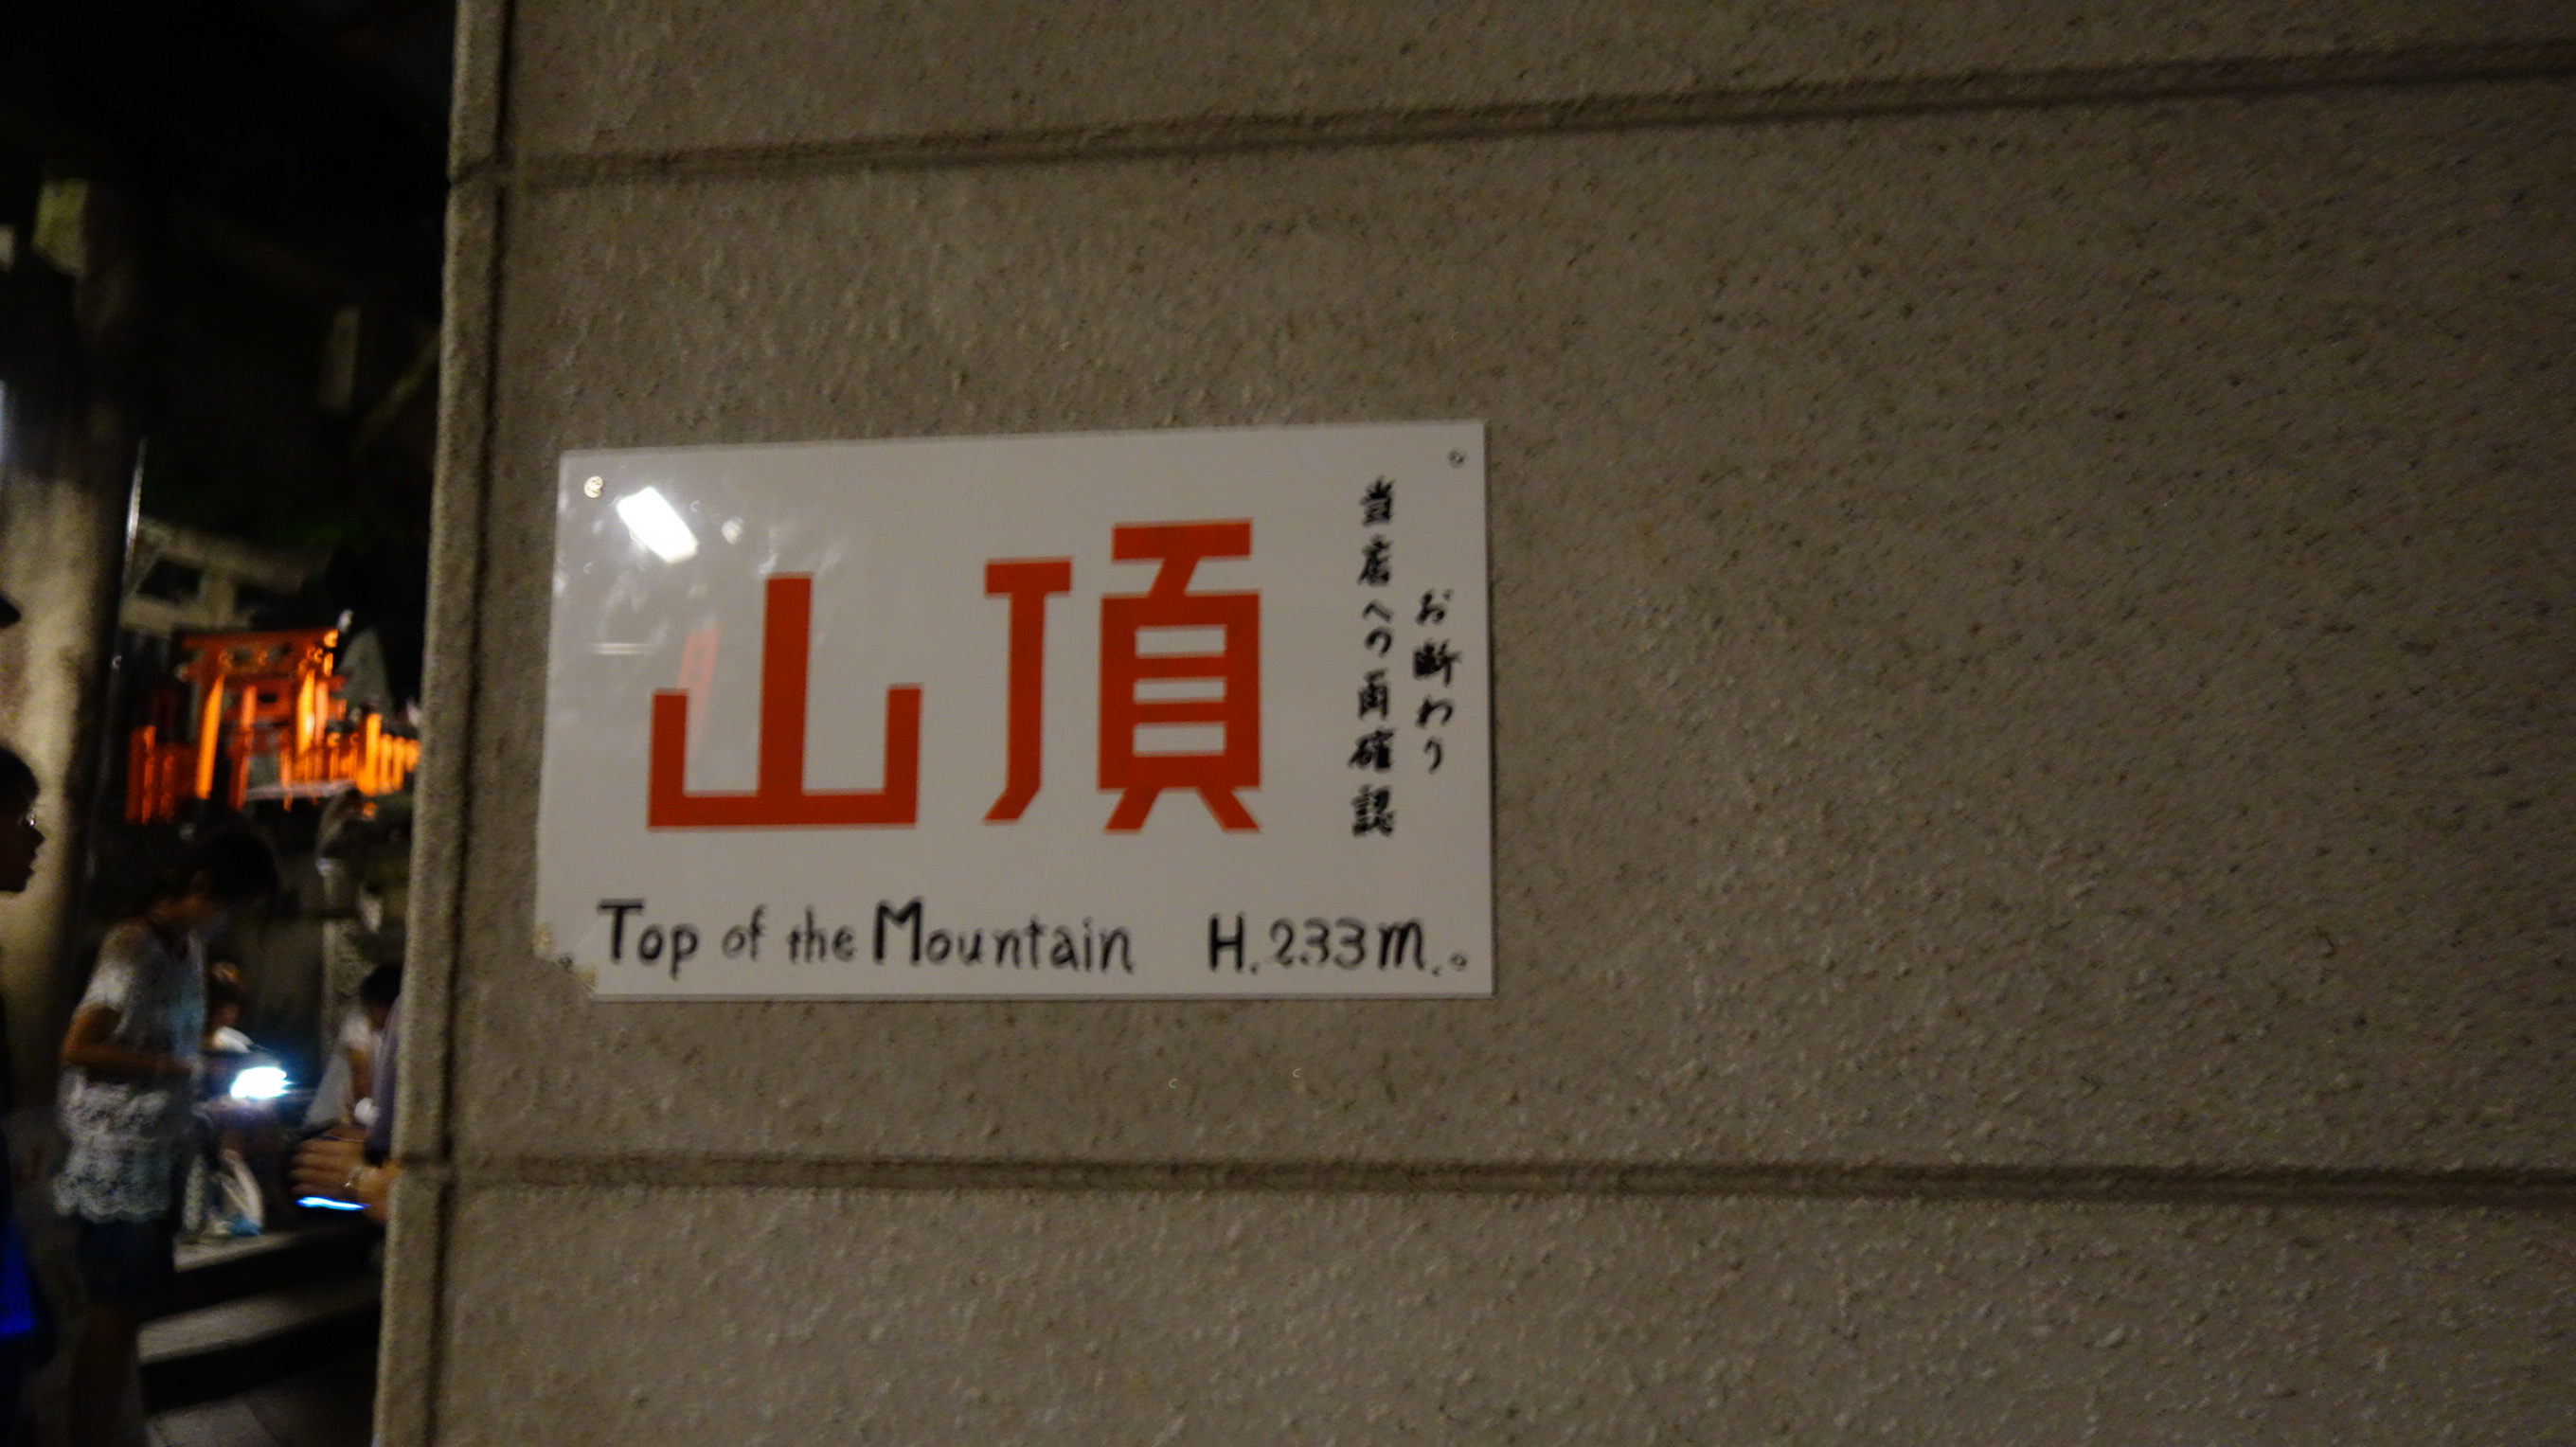 山頂
お断わり
当店への再確認
Top of the Mountain H.233m.